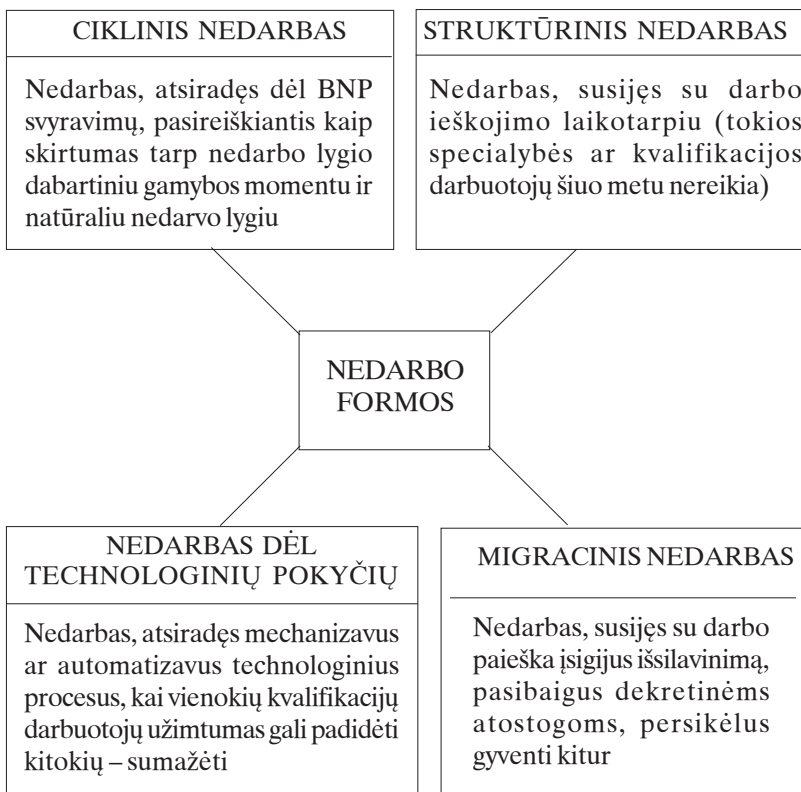 CIKLINIS NEDARBAS
Nedarbas, atsiradęs dėl BNP
svyravimų, pasireiškiantis kaip
skirtumas tarp nedarbo lygio
dabartiniu gamybos momentu ir
natūraliu nedarvo lygiu
STRUKTŪRINIS NEDARBAS
Nedarbas, susijęs su darbo
ieškojimo laikotarpiu (tokios
specialybės ar kvalifikacijos
darbuotojų šiuo metu nereikia)
NEDARBO
FORMOS
NEDARBAS DĖL
TECHNOLOGINIŲ POKYČIŲ
Nedarbas, atsiradęs mechanizavus
ar automatizavus technologinius
procesus, kai vienokių kvalifikacijų
darbuotojų užimtumas gali padidėti
kitokių – sumažėti
MIGRACINIS NEDARBAS
Nedarbas, susijęs su darbo
paieška įsigijus išsilavinimą,
pasibaigus dekretinėms
atostogoms, persikėlus
gyventi kitur